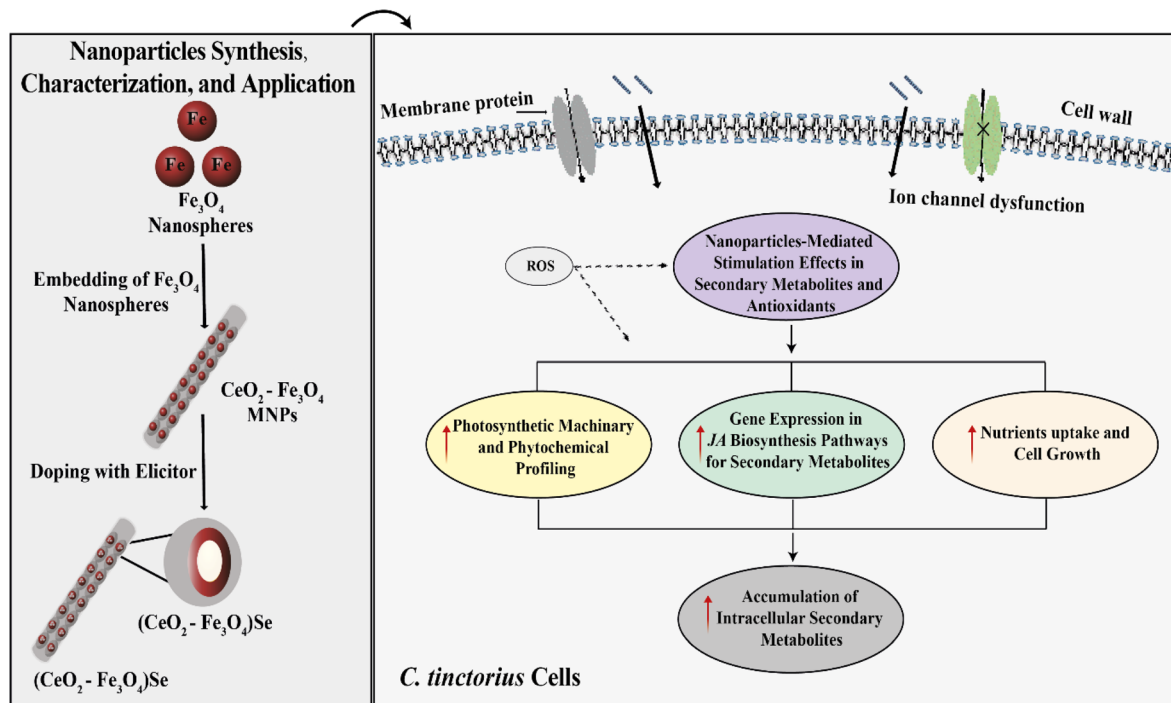 Nanoparticles Synthesis,
Characterization, and Application
Fe
Fe Fe
Fe₃O₄
Nanospheres
Embedding of Fe₃O₄
Nanospheres
CeO₂ - Fe₃O₄
MNPs
Doping with Elicitor
(CeO₂ - Fe₃O₄)Se
(CeO₂ - Fe₃O₄)Se
Membrane protein
Cell wall
Ion channel dysfunction
ROS
Nanoparticles-Mediated
Stimulation Effects in
Secondary Metabolites and
Antioxidants
Photosynthetic Machinary
and Phytochemical
Profiling
Gene Expression in
JA Biosynthesis Pathways
for Secondary Metabolites
Nutrients uptake and
Cell Growth
Accumulation of
Intracellular Secondary
Metabolites
C. tinctorius Cells